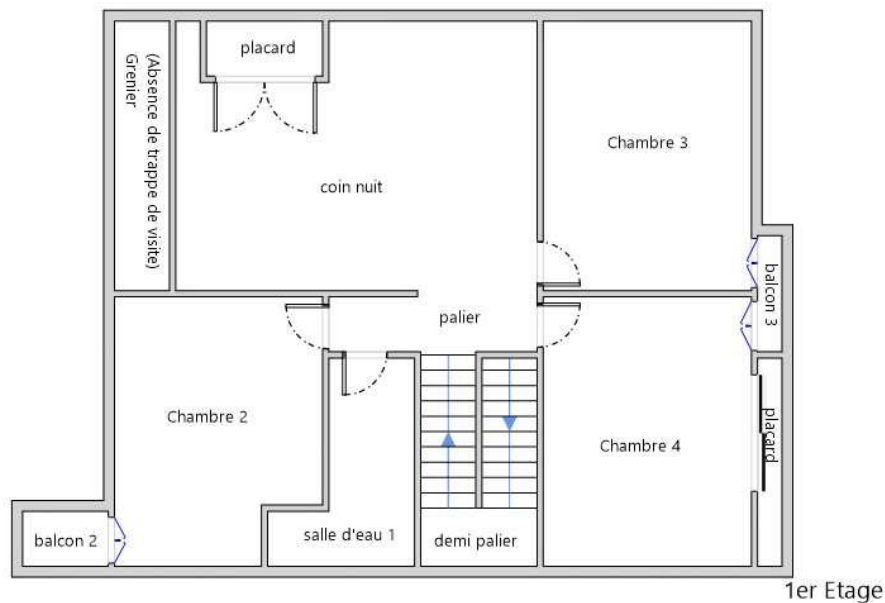 placard
(Absence de trappe de visite)
Grenier
Chambre 3
coin nuit
balcon 3
palier
Chambre 2
placard
Chambre 4
balcon 2
salle d'eau 1
demi palier
1er Etage